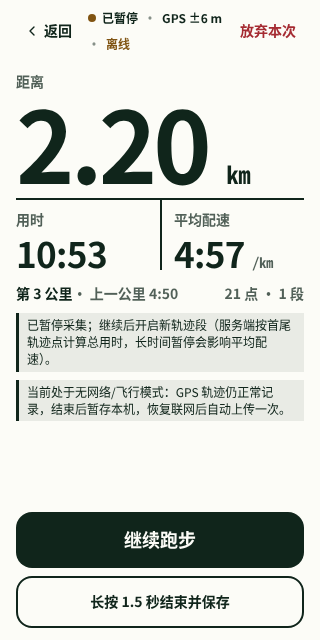 返回
已暂停 • GPS ±6 m
• 离线
放弃本次
距离
2.20 km
用时
平均配速
10:53
4:57 /km
第 3 公里 • 上一公里 4:50
21 点 • 1 段
已暂停采集；继续后开启新轨迹段（服务端按首尾
轨迹点计算总用时，长时间暂停会影响平均配
速）。
当前处于无网络/飞行模式：GPS 轨迹仍正常记
录，结束后暂存本机，恢复联网后自动上传一次。
继续跑步
长按 1.5 秒结束并保存